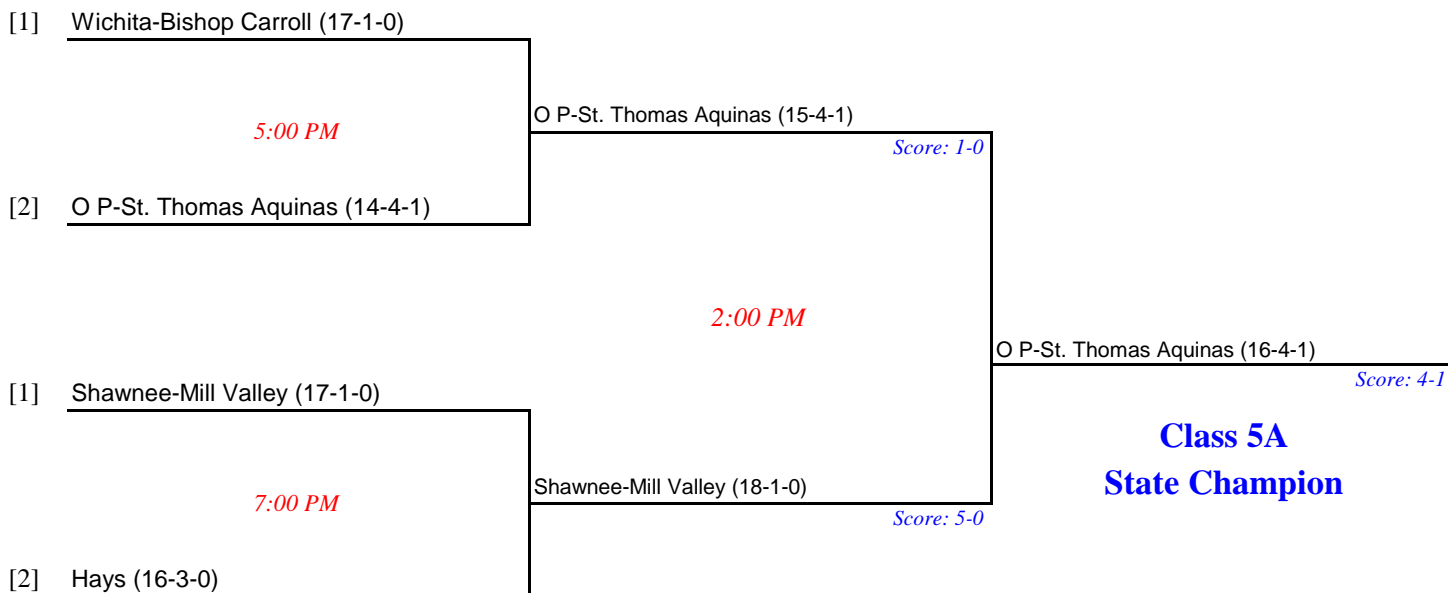 [1] Wichita-Bishop Carroll (17-1-0)
5:00 PM
O P-St. Thomas Aquinas (15-4-1)
Score: 1-0
[2] O P-St. Thomas Aquinas (14-4-1)
2:00 PM
O P-St. Thomas Aquinas (16-4-1)
Score: 4-1
[1] Shawnee-Mill Valley (17-1-0)
Class 5A
State Champion
7:00 PM
Shawnee-Mill Valley (18-1-0)
Score: 5-0
[2] Hays (16-3-0)